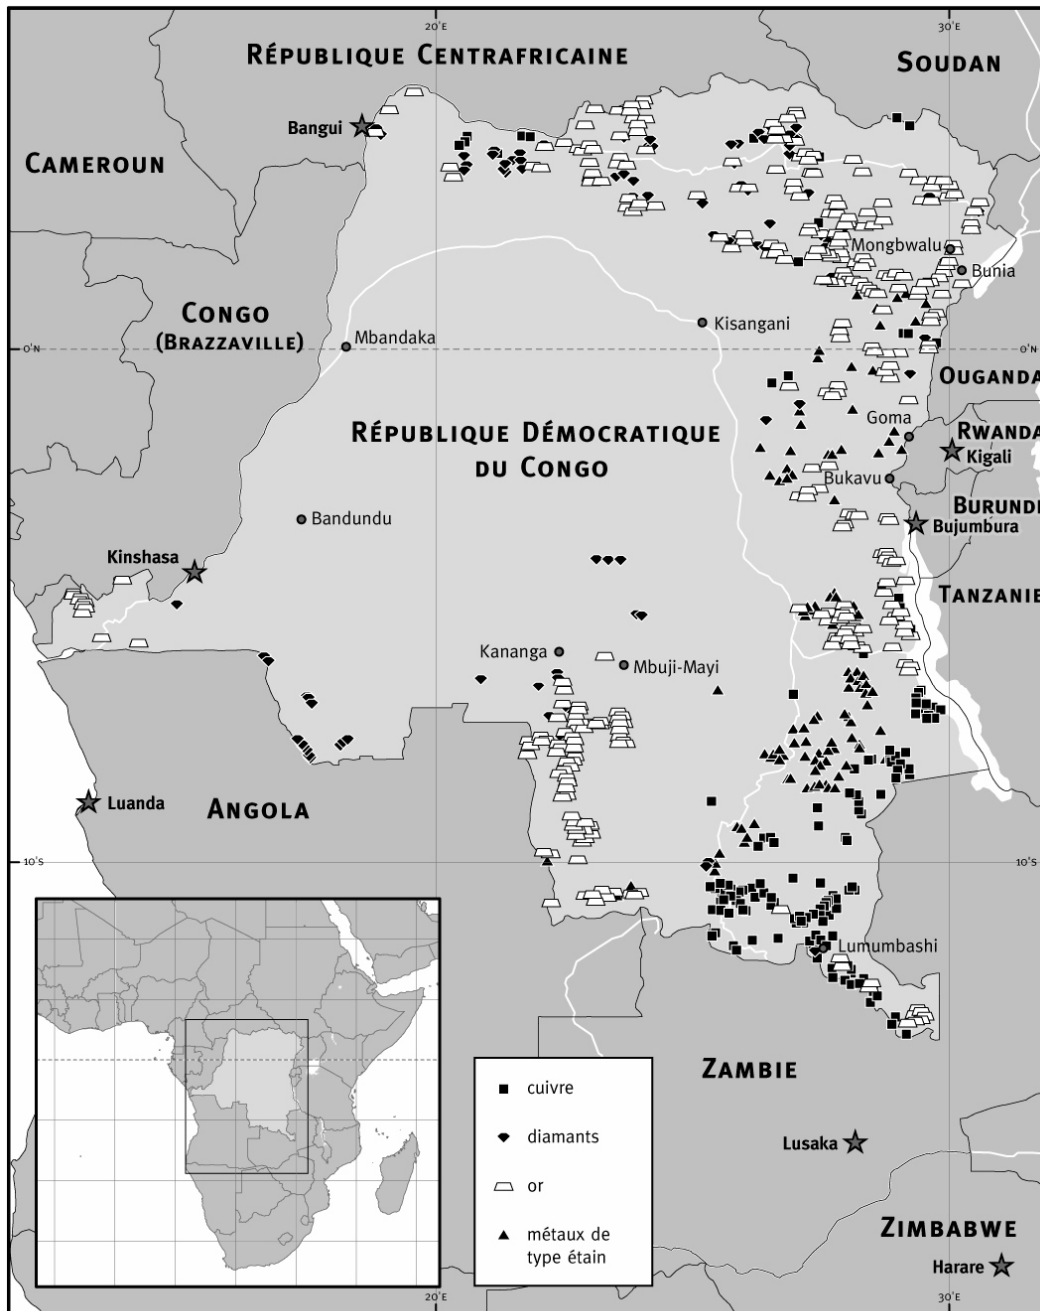 20°E
30°E
RÉPUBLIQUE CENTRAFRICAINE
SOUDAN
Bangui
CAMEROUN
Mongbwalu
Bunia
CONGO
(BRAZZAVILLE)
Kisangani
Mbandaka
0°N
0°N
OUGANDA
Goma
RÉPUBLIQUE DÉMOCRATIQUE
DU CONGO
RWANDA
Kigali
Bukavu
BURUNDI
Bandundu
Bujumbura
Kinshasa
TANZANIE
Kananga
Mbuji-Mayi
Luanda
ANGOLA
10°S
10°S
Lumumbashi
ZAMBIE
cuivre
diamants
or
métaux de
type étain
Lusaka
ZIMBABWE
Harare
20°E
30°E